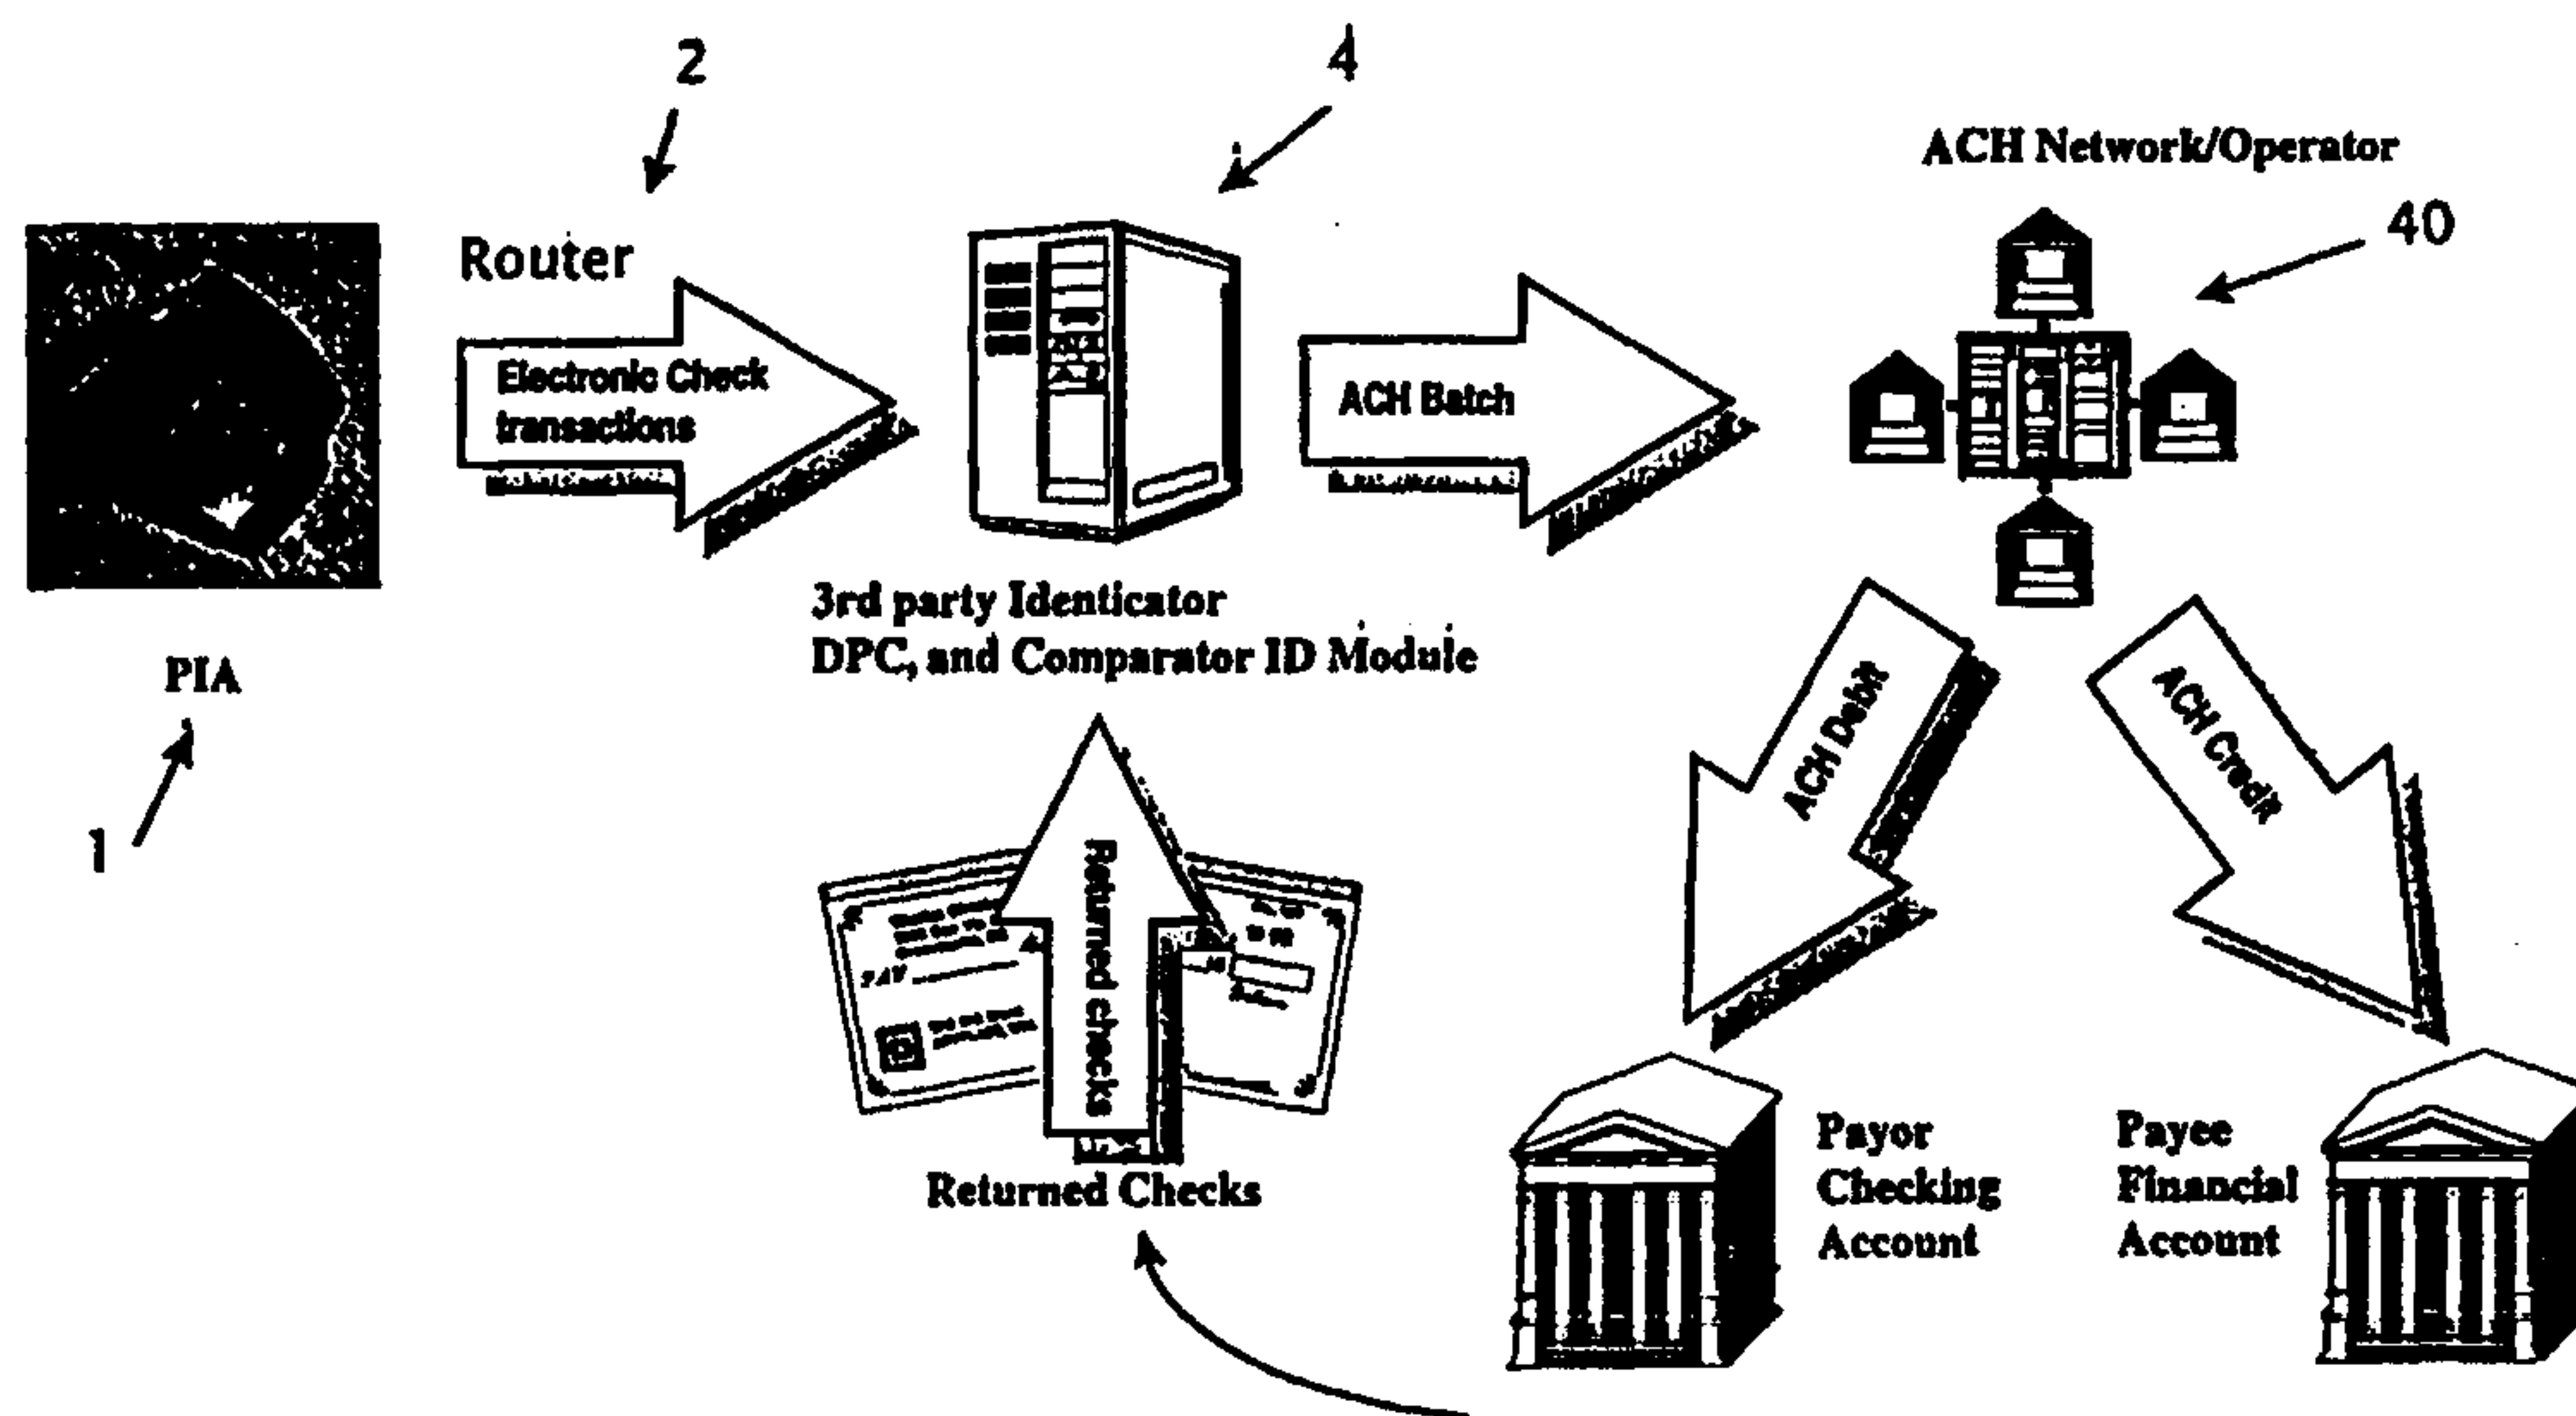 2
4
ACH Network/Operator
40
Router
Electronic Check
transactions
ACH Batch
3rd party Identicator
DPC, and Comparator ID Module
PIA
1
ACH Debit
ACH Credit
Returned checks
PAY
Returned Checks
Payor
Checking
Account
Payee
Financial
Account